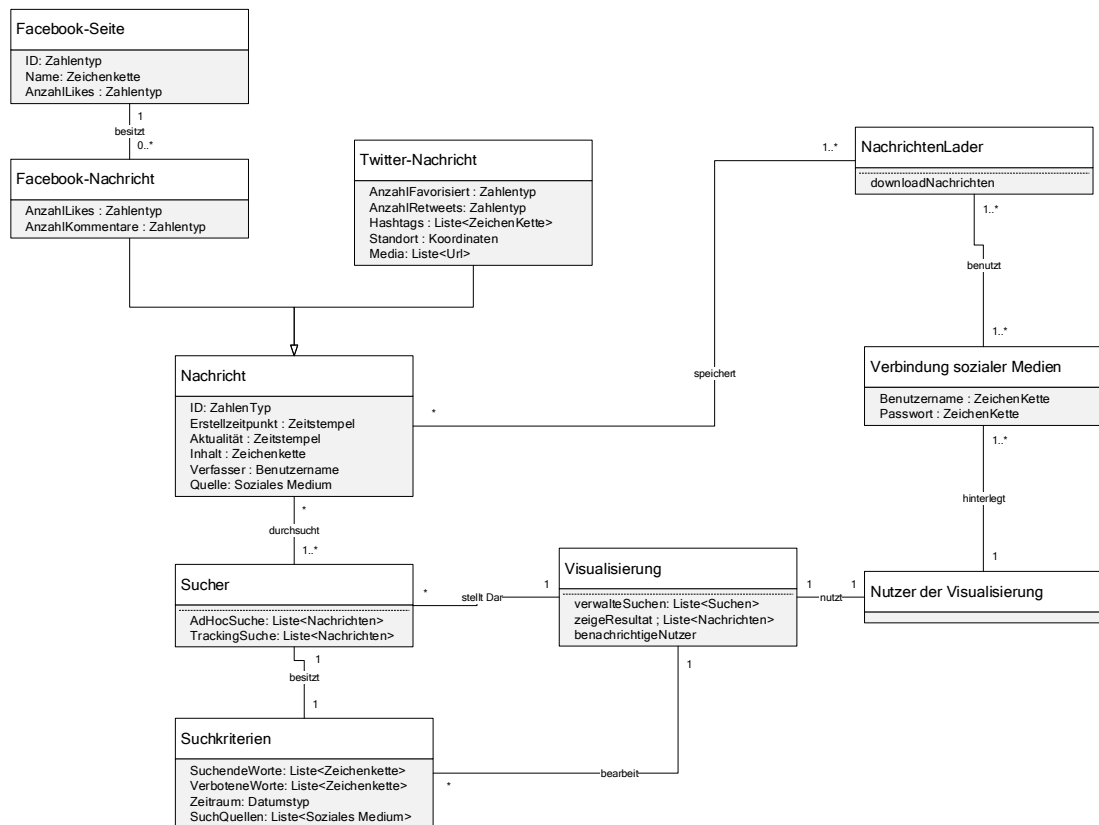 Facebook-Seite
ID: Zahlentyp
Name: Zeichenkette
AnzahlLikes : Zahlentyp
1
besitzt
0..*
Facebook-Nachricht
AnzahlLikes : Zahlentyp
AnzahlKommentare : Zahlentyp
Twitter-Nachricht
AnzahlFavorisiert : Zahlentyp
AnzahlRetweets: Zahlentyp
Hashtags : Liste<ZeichenKette>
Standort : Koordinaten
Media: Liste<Url>
1..*
NachrichtenLader
downloadNachrichten
1..*
benutzt
1..*
speichert
*
Nachricht
ID: ZahlenTyp
Erstellzeitpunkt : Zeitstempel
Aktualität : Zeitstempel
Inhalt : Zeichenkette
Verfasser : Benutzername
Quelle: Soziales Medium
Verbindung sozialer Medien
Benutzername : ZeichenKette
Passwort : ZeichenKette
1..*
hinterlegt
1
*
durchsucht
1..*
Sucher
AdHocSuche: Liste<Nachrichten>
TrackingSuche: Liste<Nachrichten>
*
stellt Dar
1
Visualisierung
verwalteSuchen: Liste<Suchen>
zeigeResultat ; Liste<Nachrichten>
benachrichtigeNutzer
1
nutzt
1
Nutzer der Visualisierung
1
besitzt
1
1
bearbeit
*
Suchkriterien
SuchendeWorte: Liste<Zeichenkette>
VerboteneWorte: Liste<Zeichenkette>
Zeitraum: Datumstyp
SuchQuellen: Liste<Soziales Medium>